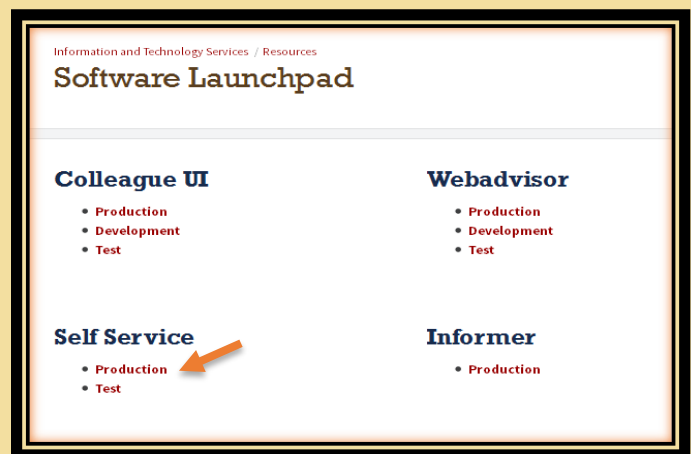 Information and Technology Services / Resources
Software Launchpad
Colleague UI
Production
Development
Test
Webadvisor
Production
Development
Test
Self Service
Production
Test
Informer
Production